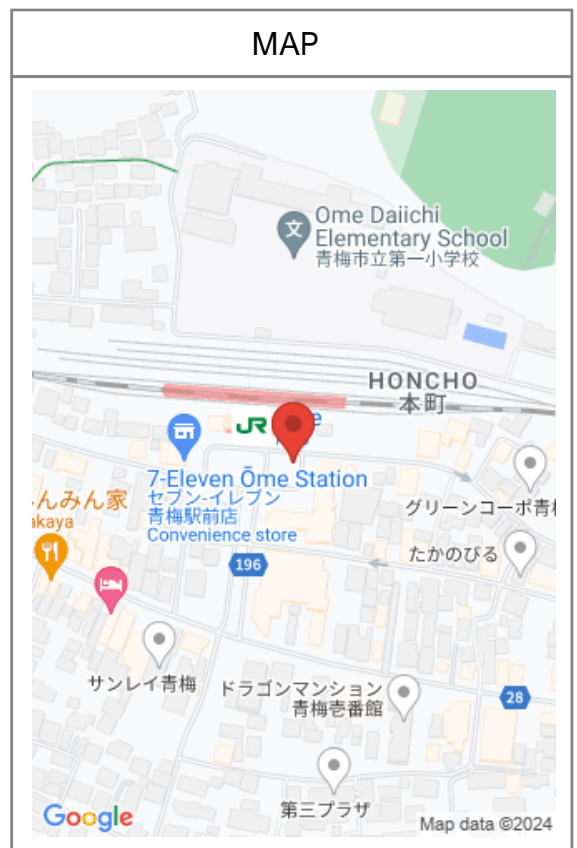 MAP
Ome Daiichi
Elementary School
青梅市立第一小学校
HONCHO
本町
JR
7-Eleven Ōme Station
セブン-イレブン
青梅駅前店
Convenience store
んみん家
akaya
グリーンコーポ青梅
たかのびる
196
サンレイ青梅
ドラゴンマンション
青梅壱番館
28
第三プラザ
Google
Map data ©2024